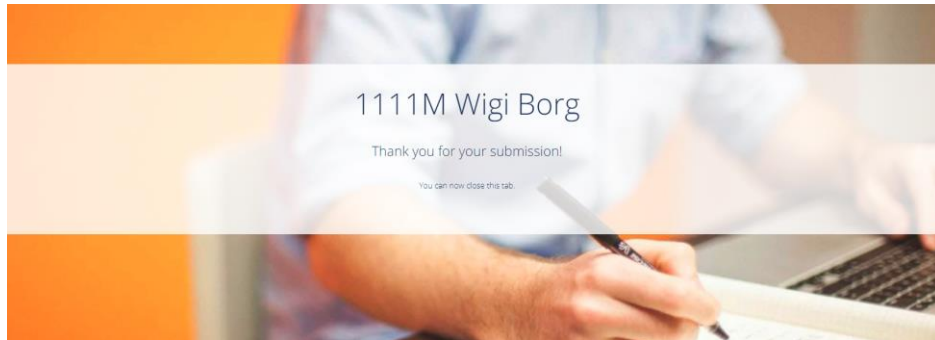 1111M Wigi Borg
Thank you for your submission!
You can now close this tab.